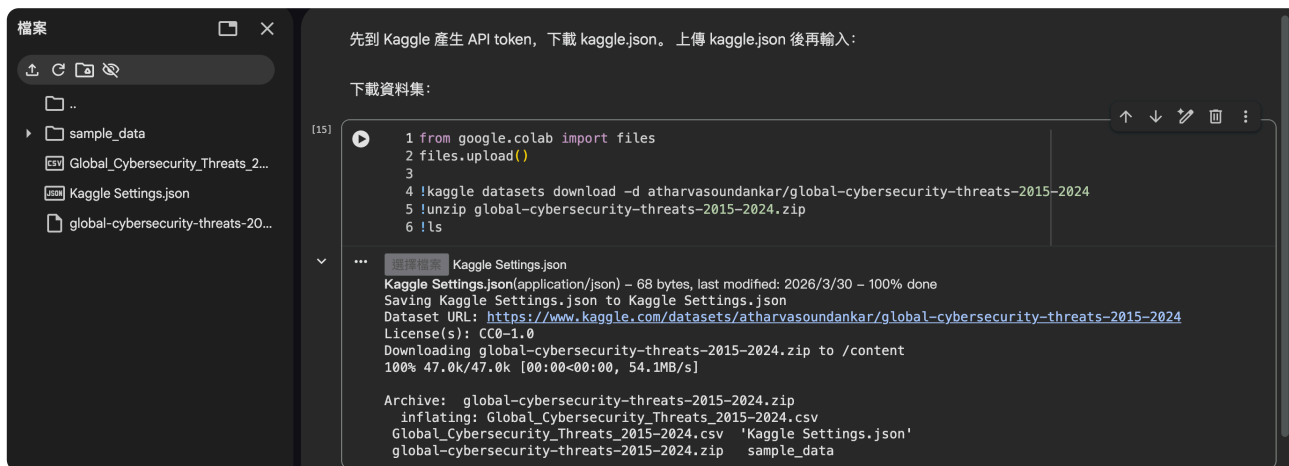 檔案
先到 Kaggle 產生 API token，下載 kaggle.json。 上傳 kaggle.json 後再輸入：
下載資料集：
..
sample_data
CSV Global_Cybersecurity_Threats_2...
JSON Kaggle Settings.json
global-cybersecurity-threats-20...
[15]
1 from google.colab import files
2 files.upload()
3
4 !kaggle datasets download -d atharvasoundankar/global-cybersecurity-threats-2015-2024
5 !unzip global-cybersecurity-threats-2015-2024.zip
6 !ls
選擇檔案 Kaggle Settings.json
Kaggle Settings.json(application/json) – 68 bytes, last modified: 2026/3/30 – 100% done
Saving Kaggle Settings.json to Kaggle Settings.json
Dataset URL: https://www.kaggle.com/datasets/atharvasoundankar/global-cybersecurity-threats-2015-2024
License(s): CC0-1.0
Downloading global-cybersecurity-threats-2015-2024.zip to /content
100% 47.0k/47.0k [00:00<00:00, 54.1MB/s]
Archive:  global-cybersecurity-threats-2015-2024.zip
inflating: Global_Cybersecurity_Threats_2015-2024.csv
Global_Cybersecurity_Threats_2015-2024.csv  'Kaggle Settings.json'
global-cybersecurity-threats-2015-2024.zip   sample_data